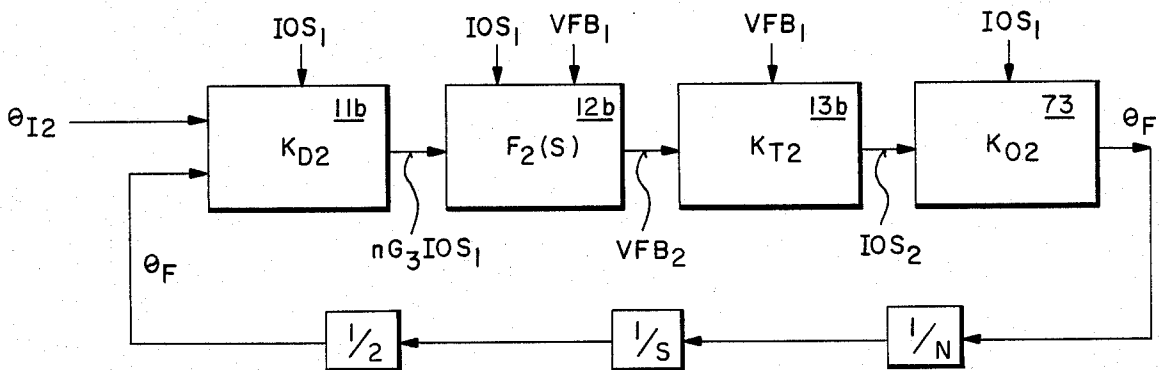 IOS₁ IOS₁ VFB₁ VFB₁ IOS₁
11b 12b 13b 73
θI2 KD2 F₂(S) KT2 KO2 θF
nG₃IOS₁ VFB₂ IOS₂
θF
1/2 1/S 1/N